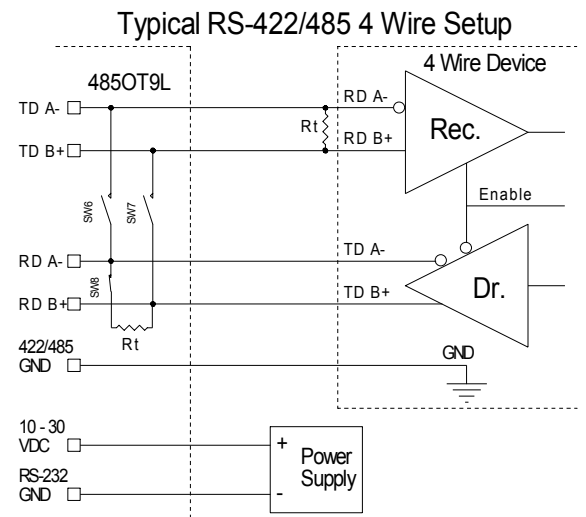 Typical RS-422/485 4 Wire Setup
485OT9L
4 Wire Device
TD A-
RD A-
Rt
Rec.
TD B+
RD B+
SW6
SW7
Enable
RD A-
TD A-
SW8
RD B+
TD B+
Dr.
Rt
422/485
GND
GND
10 - 30
VDC
+
Power
Supply
RS-232
GND
-